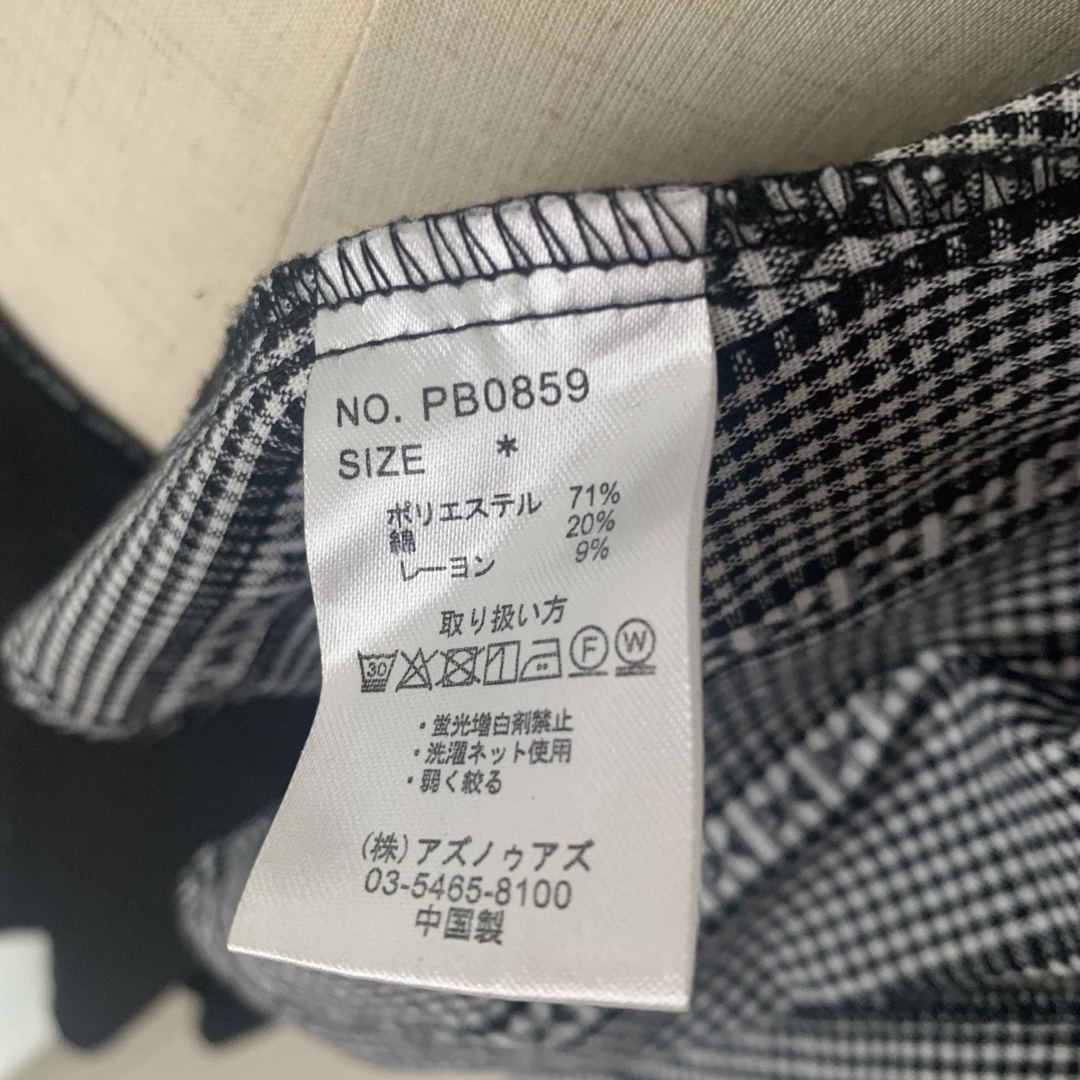 NO. PB0859
SIZE *
ポリエステル 71%
綿 20%
レーヨン 9%
取り扱い方
30 F W
・蛍光増白剤禁止
・洗濯ネット使用
・弱く絞る
(株)アズノゥアズ
03-5465-8100
中国製